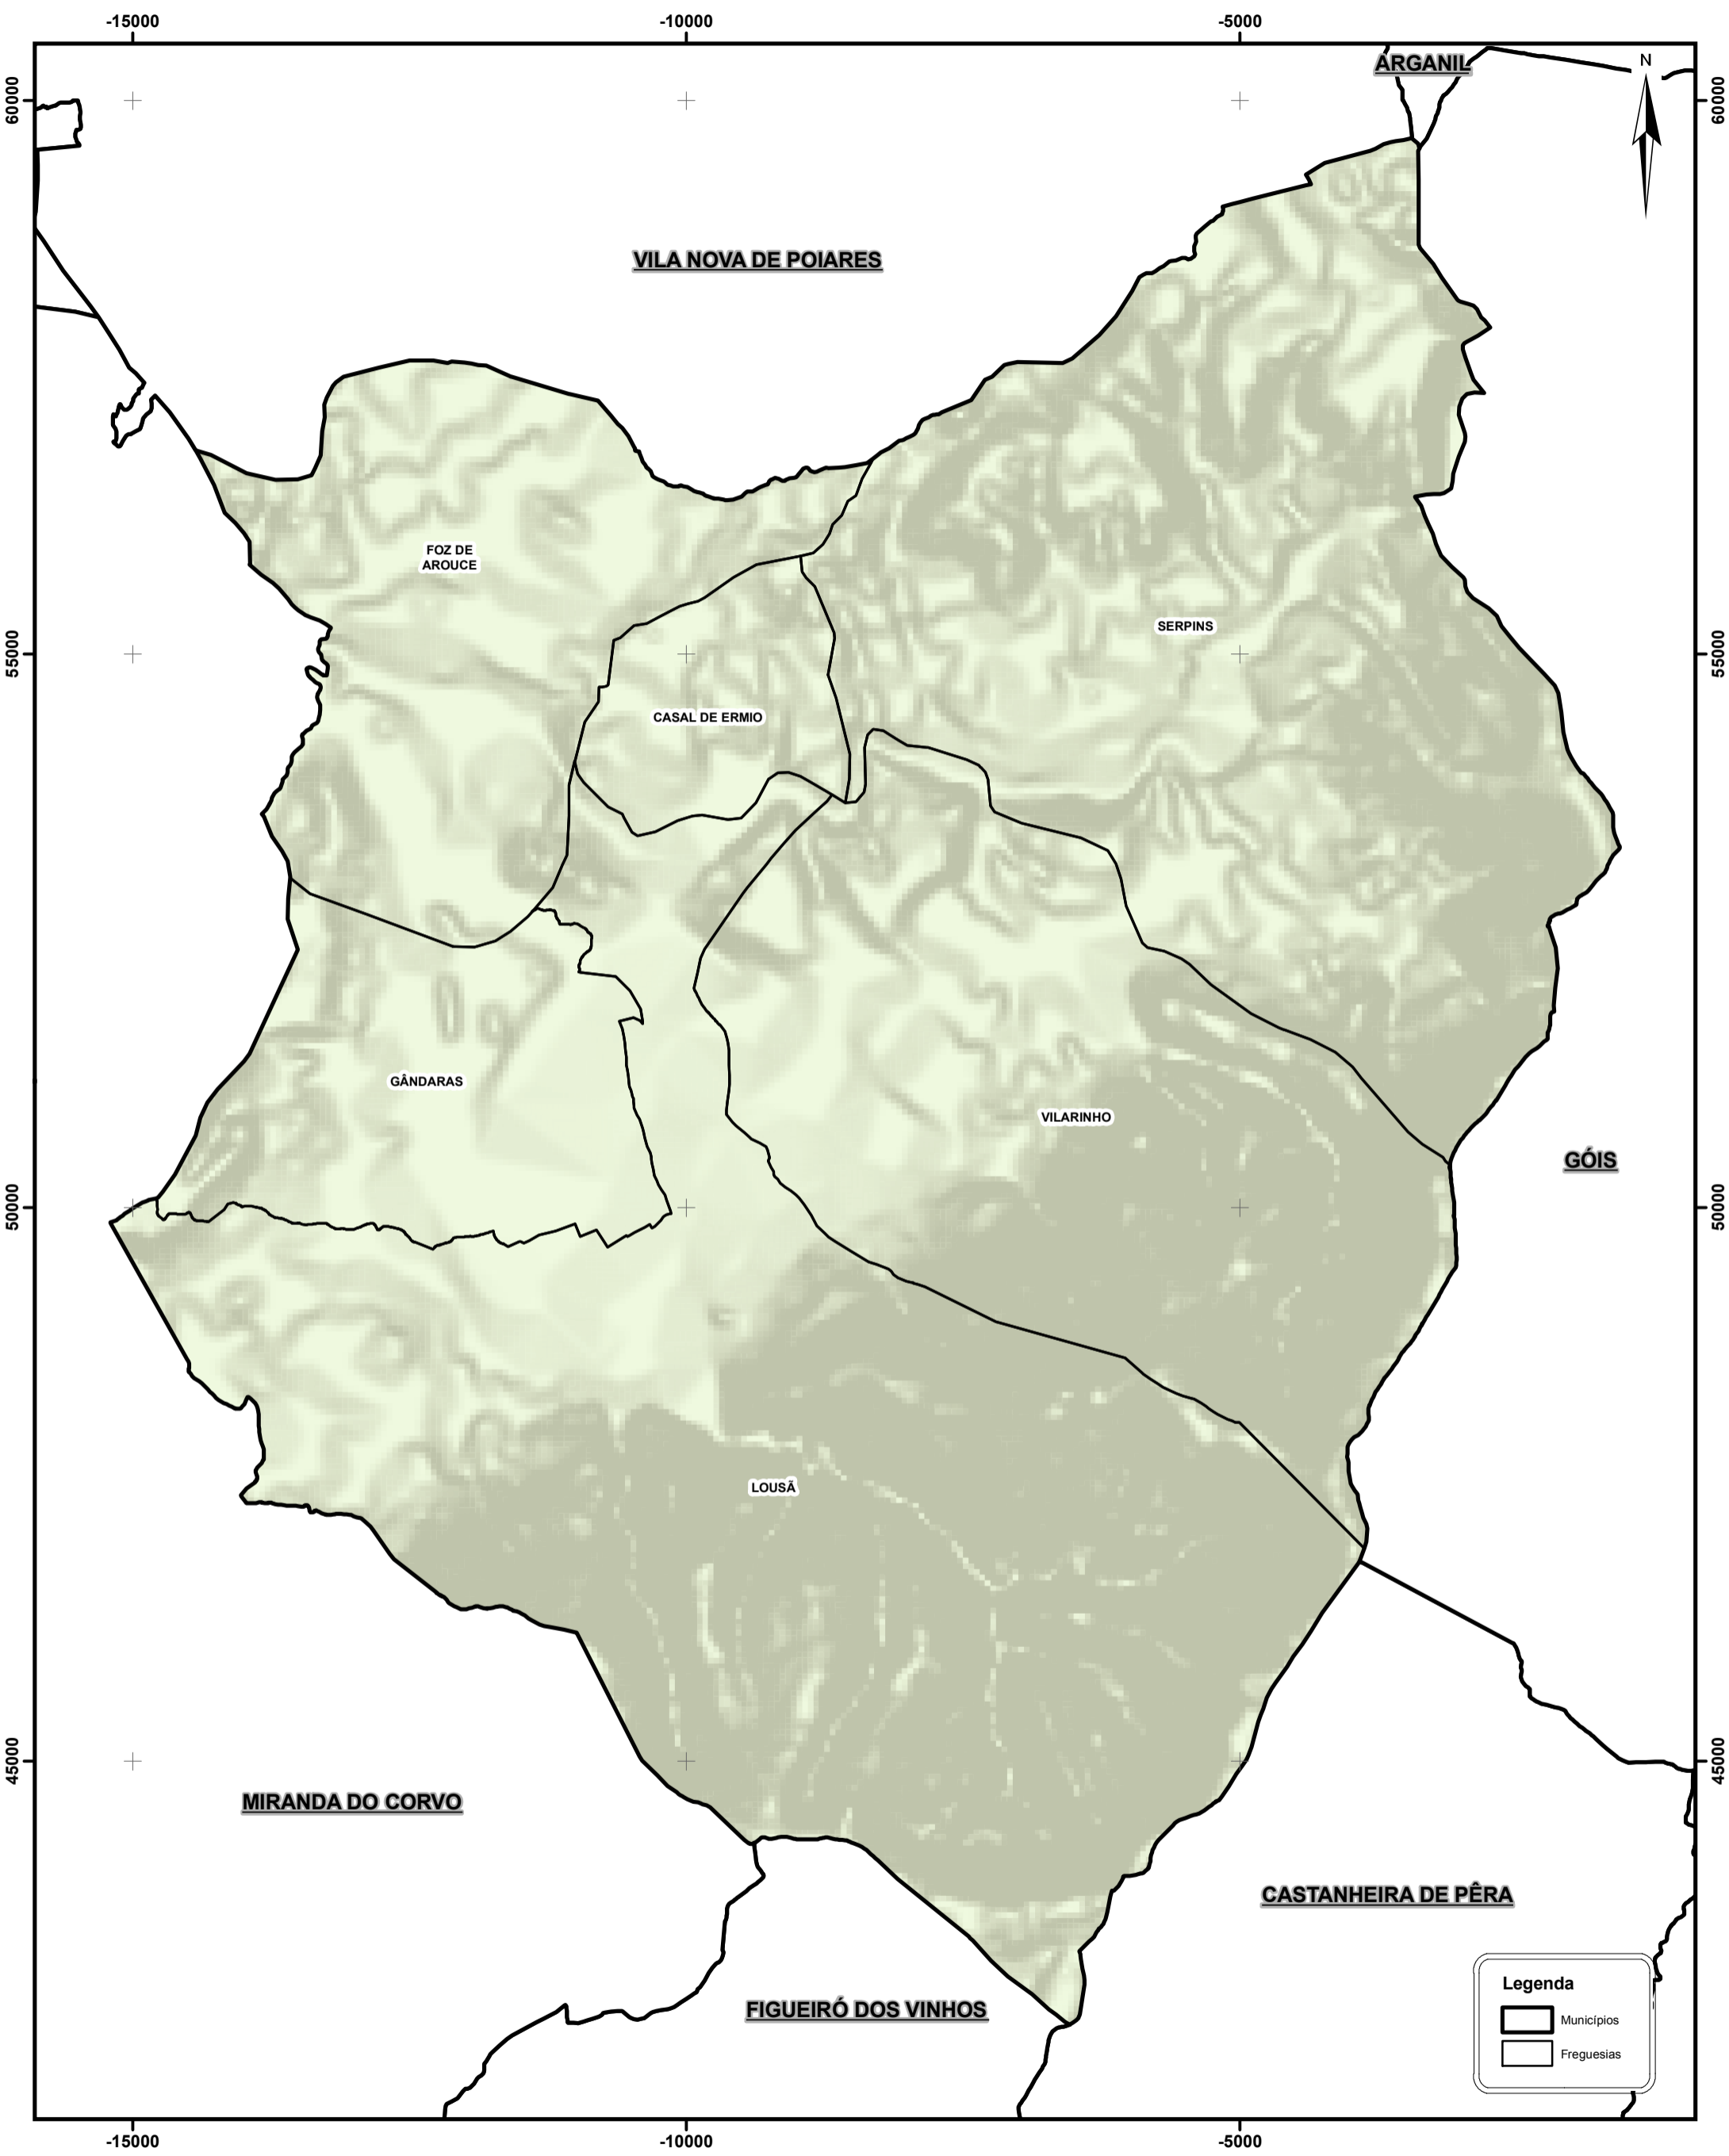 -15000
-10000
-5000
ARGANIL
N
60000
60000
VILA NOVA DE POIARES
FOZ DE
AROUCE
SERPINS
55000
55000
CASAL DE ERMIO
GÂNDARAS
VILARINHO
GÓIS
50000
50000
LOUSÃ
45000
45000
MIRANDA DO CORVO
CASTANHEIRA DE PÊRA
FIGUEIRÓ DOS VINHOS
Legenda
Municípios
Freguesias
-15000
-10000
-5000